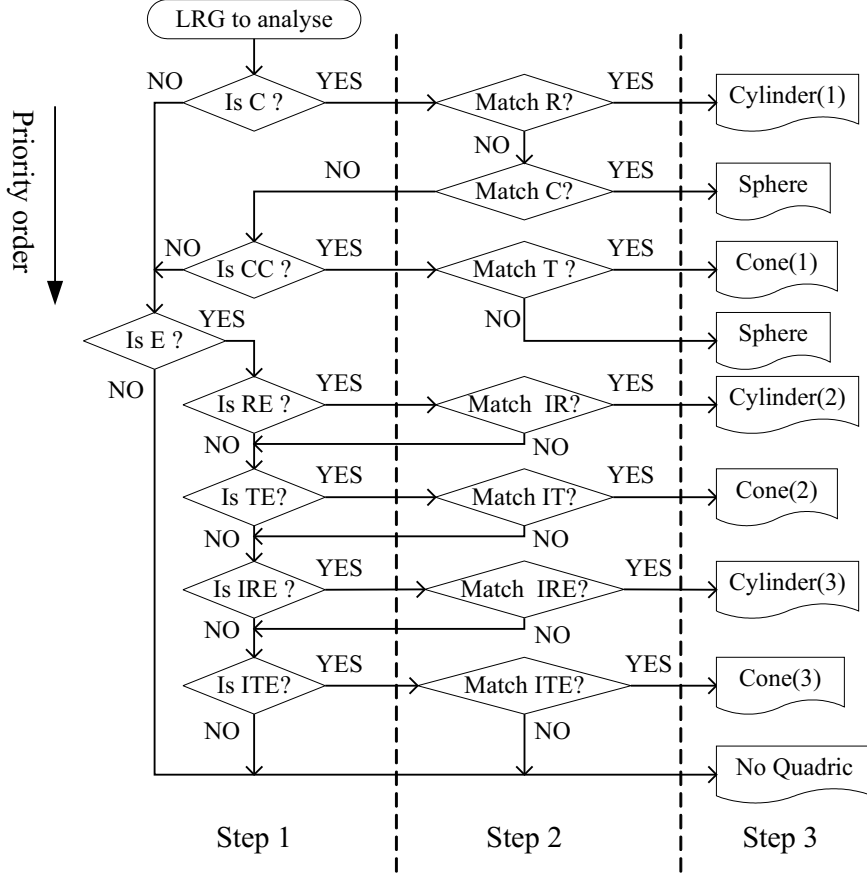 LRG to analyse
NO
Is C ?
YES
Match R?
YES
Cylinder(1)
NO
NO
Match C?
YES
Sphere
NO
Is CC ?
YES
Match T ?
YES
Cone(1)
NO
Sphere
Is E ?
YES
NO
Is RE ?
YES
Match IR?
YES
Cylinder(2)
NO
NO
Is TE?
YES
Match IT?
YES
Cone(2)
NO
NO
Is IRE ?
YES
Match IRE?
YES
Cylinder(3)
NO
NO
Is ITE?
YES
Match ITE?
YES
Cone(3)
NO
NO
No Quadric
Priority order
Step 1
Step 2
Step 3